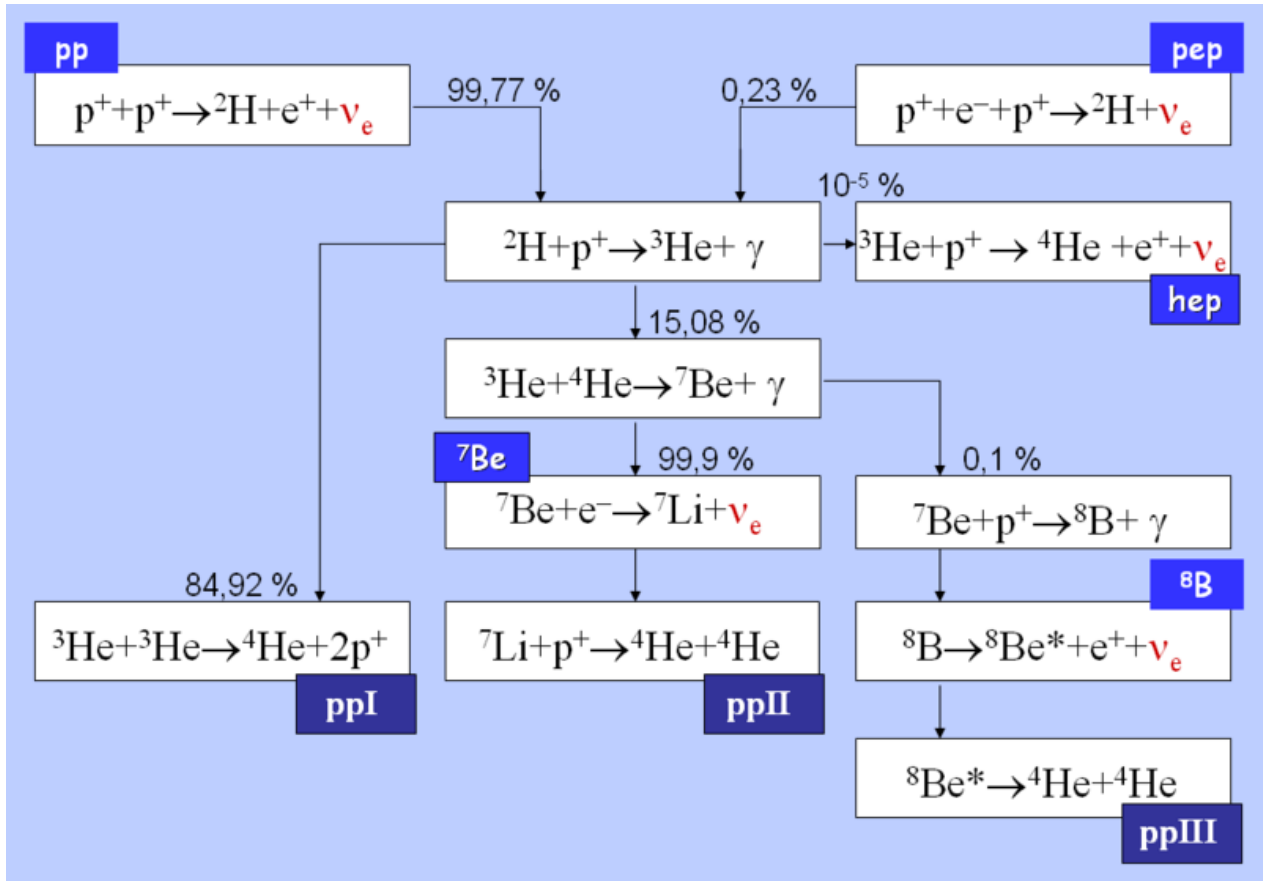 pp
pep
p⁺+p⁺→²H+e⁺+νₑ
99,77 %
0,23 %
p⁺+e⁻+p⁺→²H+νₑ
10⁻⁵ %
²H+p⁺→³He+ γ
³He+p⁺→ ⁴He +e⁺+νₑ
hep
15,08 %
³He+⁴He→⁷Be+ γ
⁷Be
99,9 %
0,1 %
⁷Be+e⁻→⁷Li+νₑ
⁷Be+p⁺→⁸B+ γ
84,92 %
⁸B
³He+³He→⁴He+2p⁺
⁷Li+p⁺→⁴He+⁴He
⁸B→⁸Be*+e⁺+νₑ
ppI
ppII
⁸Be*→⁴He+⁴He
ppIII